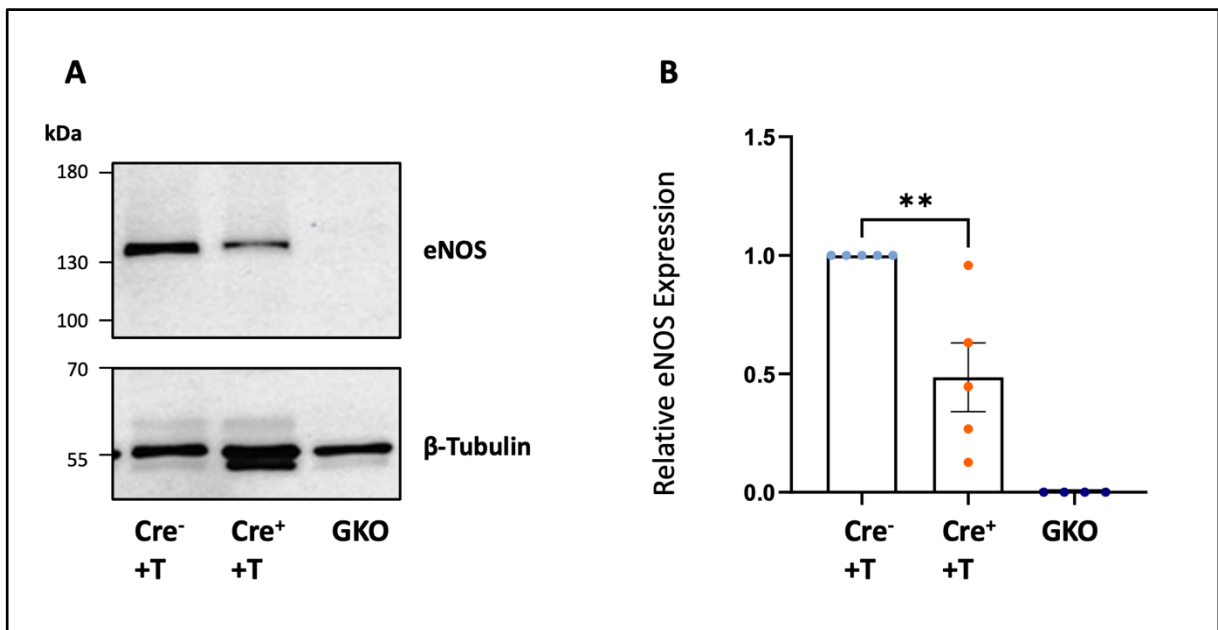 A
kDa
180
130
100
eNOS
70
55
β-Tubulin
Cre⁻ Cre⁺ GKO
+T +T
B
Relative eNOS Expression
1.5
1.0
0.5
0.0
**
Cre⁻ Cre⁺ GKO
+T +T